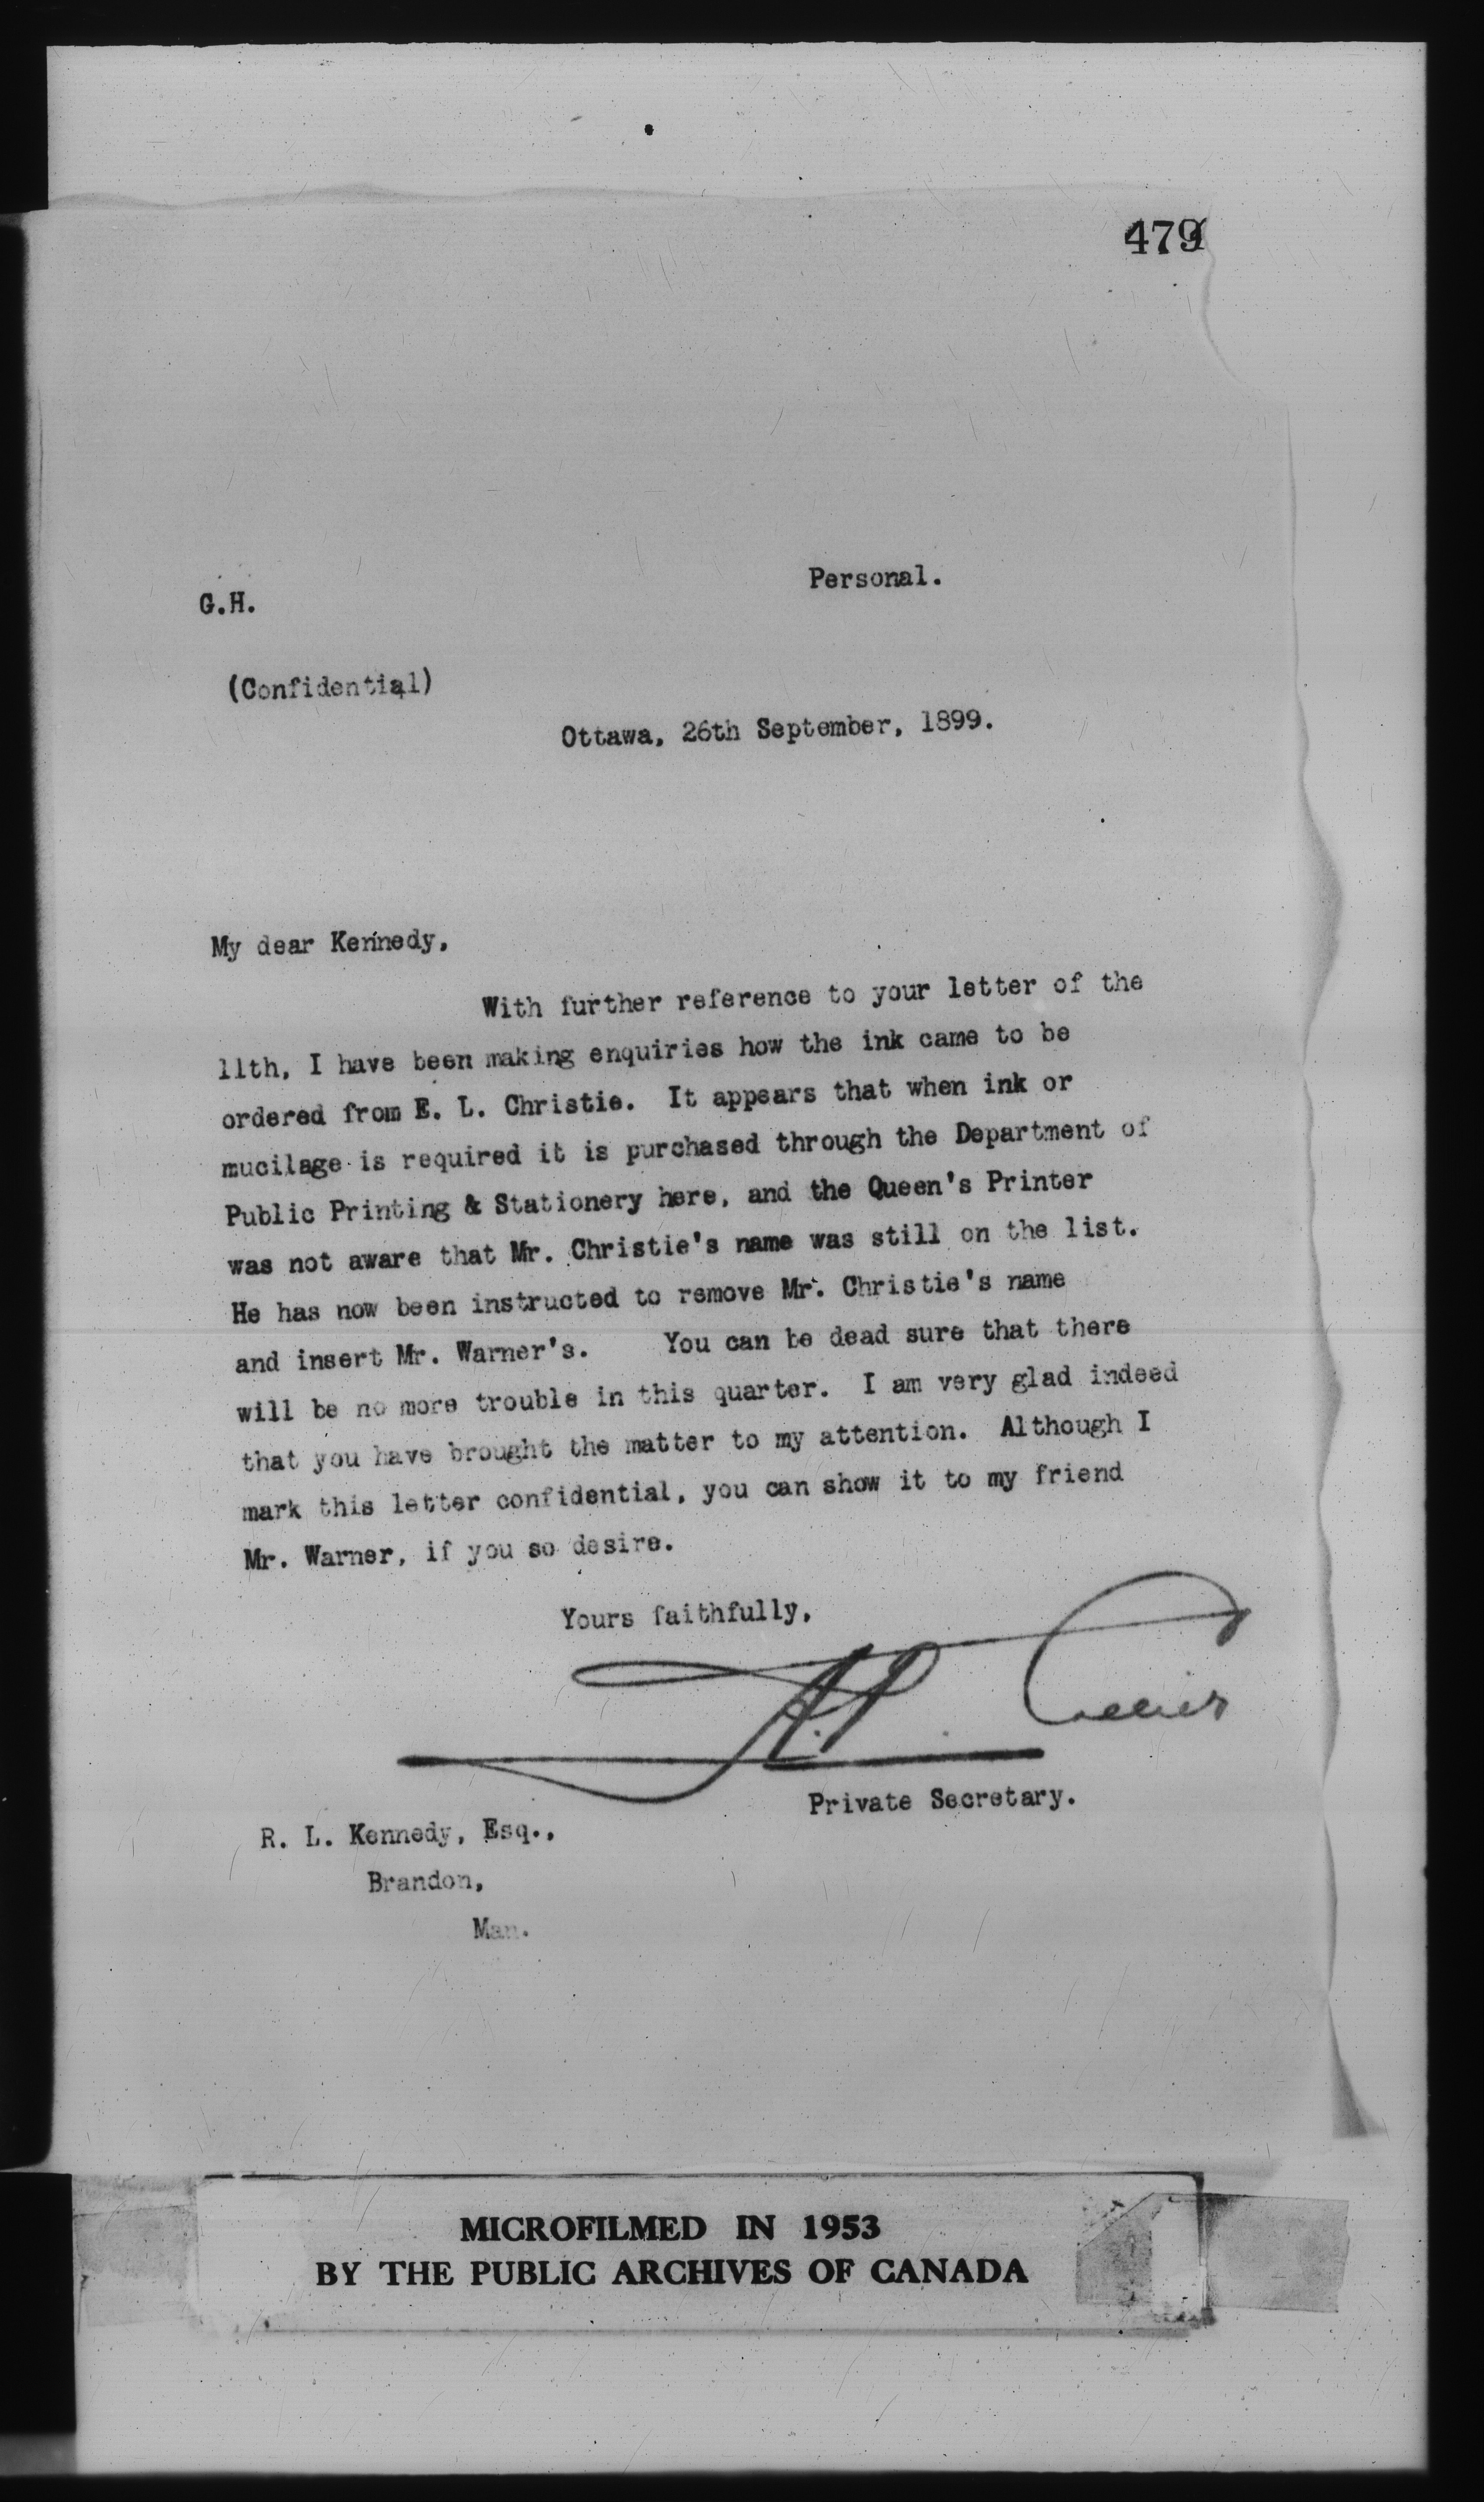 479
Personal.
G.H.
(Confidential)
Ottawa, 26th September, 1899.
My dear Kennedy,
With further reference to your letter of the
11th, I have been making enquiries how the ink came to be
ordered from E. L. Christie. It appears that when ink or
mucilage is required it is purchased through the Department of
Public Printing & Stationery here, and the Queen's Printer
was not aware that Mr. Christie's name was still on the list.
He has now been instructed to remove Mr. Christie's name
and insert Mr. Warner's. You can be dead sure that there
will be no more trouble in this quarter. I am very glad indeed
that you have brought the matter to my attention. Although I
mark this letter confidential, you can show it to my friend
Mr. Warner, if you so desire.
Yours faithfully,
Private Secretary.
R. L. Kennedy, Esq.,
Brandon,
Man.
MICROFILMED IN 1953
BY THE PUBLIC ARCHIVES OF CANADA